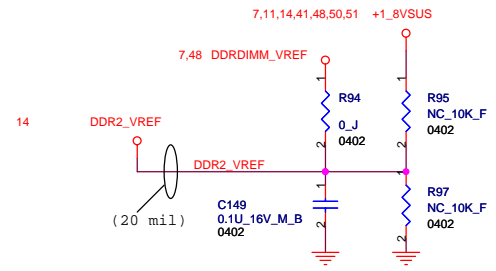 7,11,14,41,48,50,51 +1_8VSUS
7,48 DDRDIMM_VREF
14 DDR2_VREF
1
R94
0_J
0402
2
1
R95
NC_10K_F
0402
2
DDR2_VREF
(20 mil)
1
C149
0.1U_16V_M_B
0402
2
1
R97
NC_10K_F
0402
2